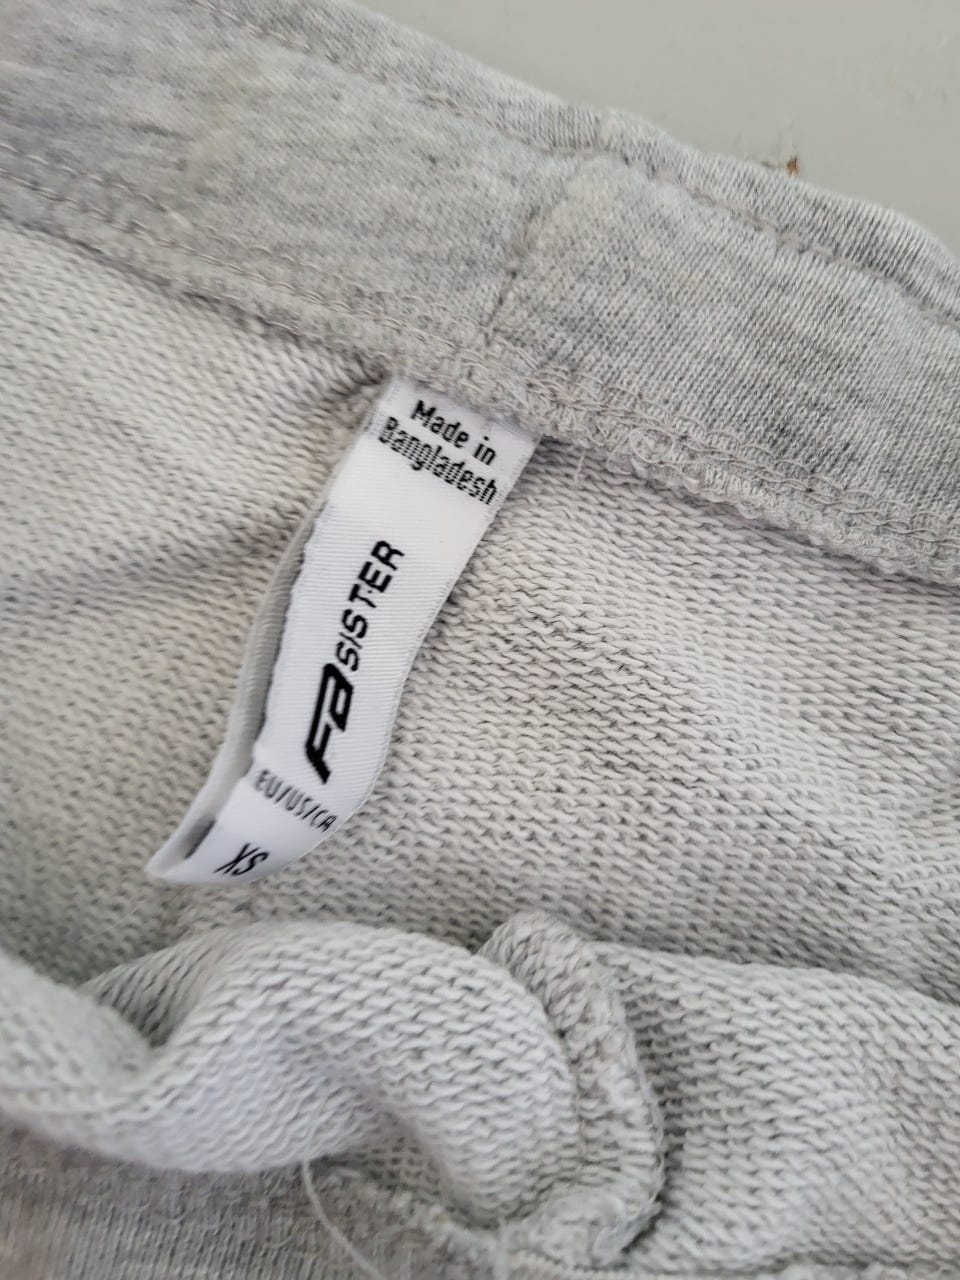 Made in
Bangladesh
FB SISTER
EU/US/CA
XS